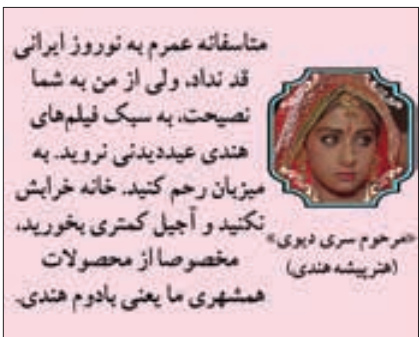 متاسفانه عمرم به نوروز ایرانی
قد نداد، ولی از من به شما
نصیحت، به سبک فیلم‌های
هندی عیددیدنی نروید. به
میزبان رحم کنید. خانه خرابش
نکنید و آجیل کمتری بخورید،
مخصوصا از محصولات
همشهری ما یعنی بادوم هندی.
«مرحوم سری دیوی»
(هنرپیشه هندی)